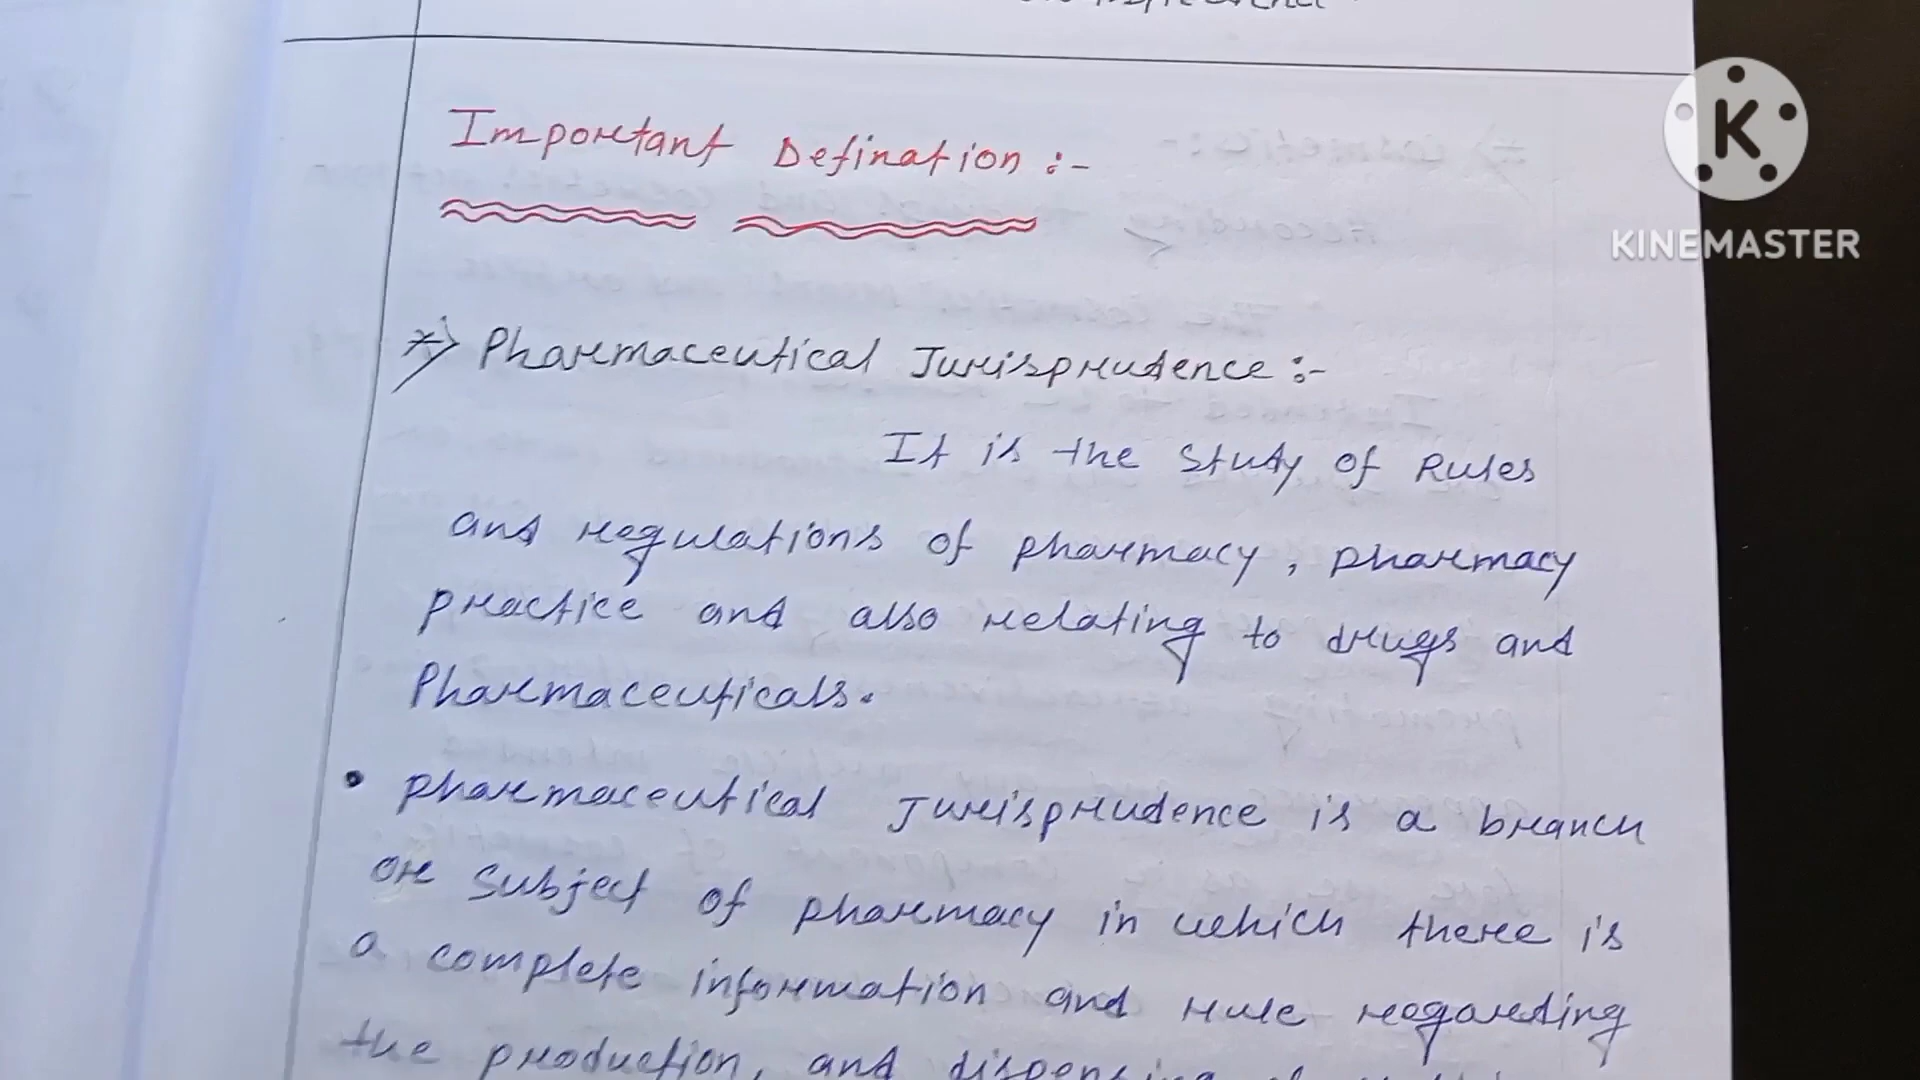 Important Defination :-
KINEMASTER
*) Pharmaceutical Jurisprudence :-
It is the study of Rules
and regulations of pharmacy, pharmacy
practice and also relating to drugs and
Pharmaceuticals.
• pharmaceutical Jurisprudence is a branch
or subject of pharmacy in which there is
a complete information and rule regarding
the production, and dispensing